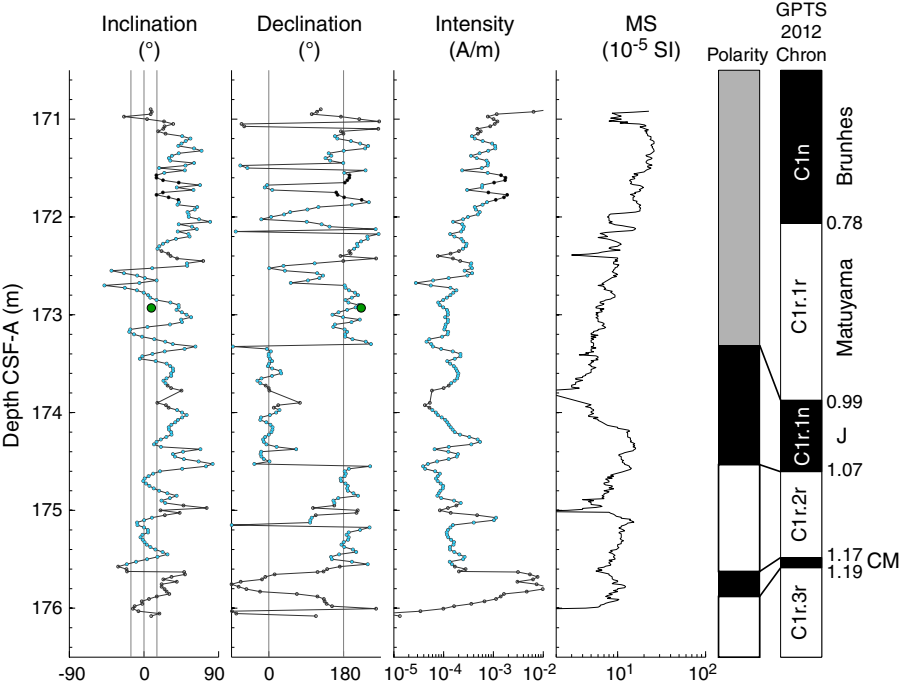 Inclination
(°)
Declination
(°)
Intensity
(A/m)
MS
(10-5 SI)
Polarity
GPTS
2012
Chron
Depth CSF-A (m)
171
172
173
174
175
176
-90
0
90
0
180
10-5
10-4
10-3
10-2
101
102
C1n
C1r.1r
C1r.1n
C1r.2r
C1r.3r
0.78
0.99
1.07
1.17
1.19
Brunhes
Matuyama
J
CM